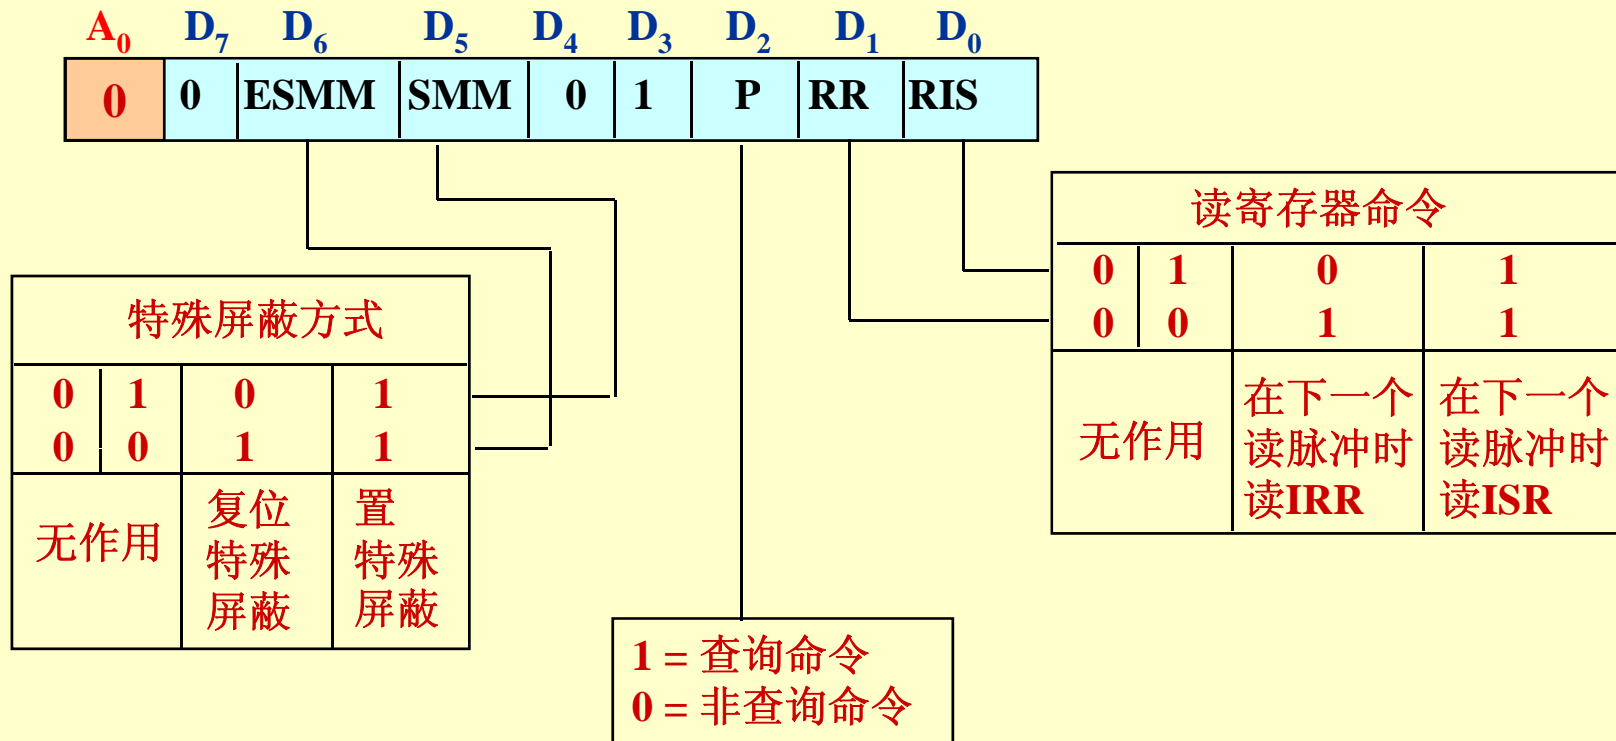 A0 D7 D6 D5 D4 D3 D2 D1 D0
0 0 ESMM SMM 0 1 P RR RIS
读寄存器命令
0 1 0 1
0 0 1 1
无作用
在下一个
读脉冲时
读IRR
在下一个
读脉冲时
读ISR
特殊屏蔽方式
0 1 0 1
0 0 1 1
无作用
复位
特殊
屏蔽
置
特殊
屏蔽
1 = 查询命令
0 = 非查询命令